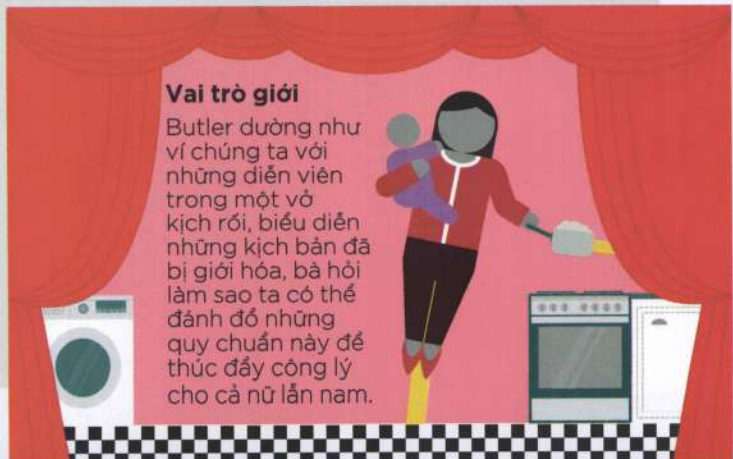 Vai trò giới
Butler dường như
ví chúng ta với
những diễn viên
trong một vở
kịch rối, biểu diễn
những kịch bản đã
bị giới hóa, bà hỏi
làm sao ta có thể
đánh đổ những
quy chuẩn này để
thúc đẩy công lý
cho cả nữ lẫn nam.